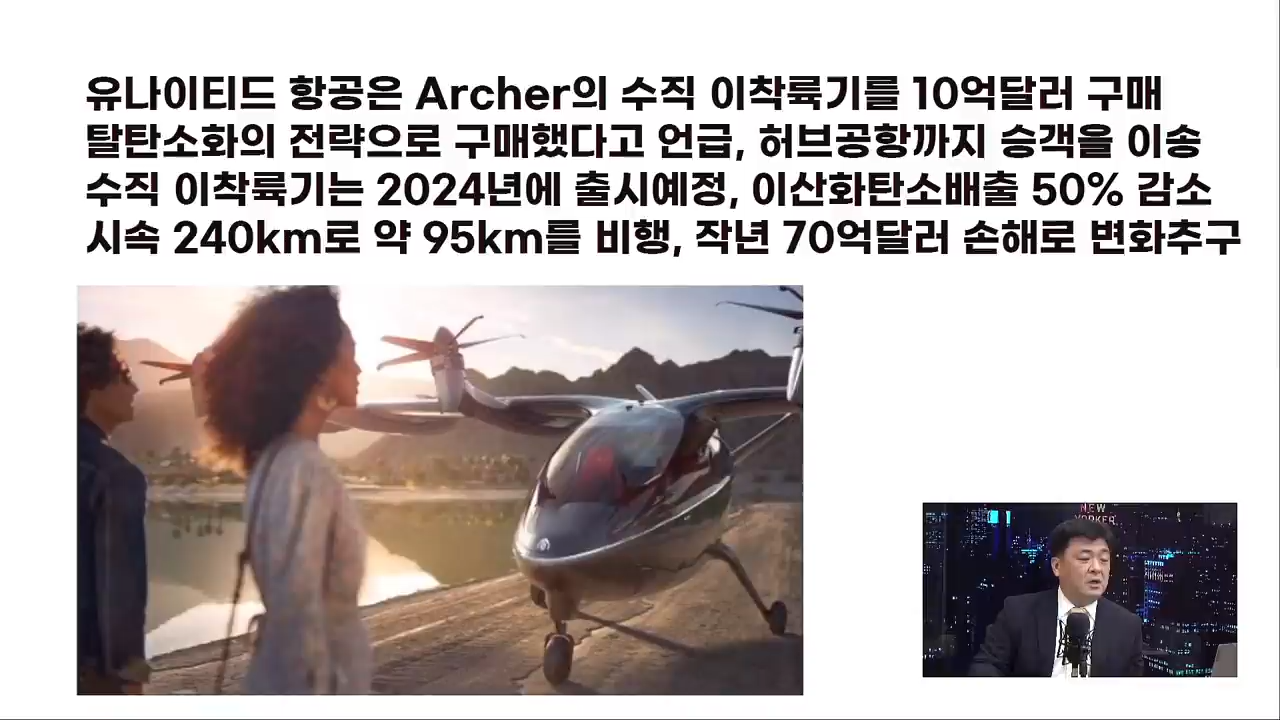 유나이티드 항공은 Archer의 수직 이착륙기를 10억달러 구매
탈탄소화의 전략으로 구매했다고 언급, 허브공항까지 승객을 이송
수직 이착륙기는 2024년에 출시예정, 이산화탄소배출 50% 감소
시속 240km로 약 95km를 비행, 작년 70억달러 손해로 변화추구
NEW
YORKER